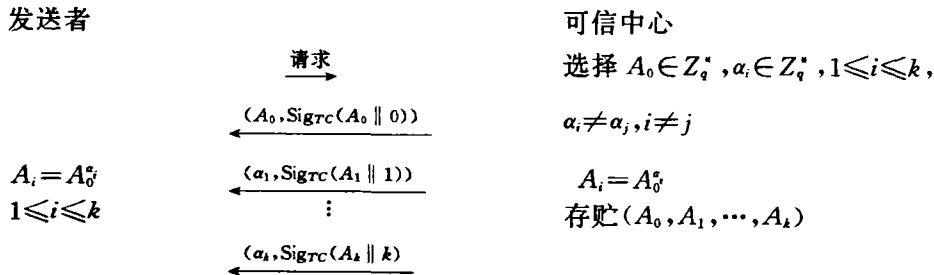 发送者
可信中心
请求
选择 A₀∈Z_q^*,α_i∈Z_q^*,1≤i≤k,
(A₀,Sig_TC(A₀‖0))
α_i≠α_j,i≠j
A_i=A₀^{α_i}
(α₁,Sig_TC(A₁‖1))
A_i=A₀^{α_i}
1≤i≤k
⋮
存贮(A₀,A₁,⋯,A_k)
(α_k,Sig_TC(A_k‖k)